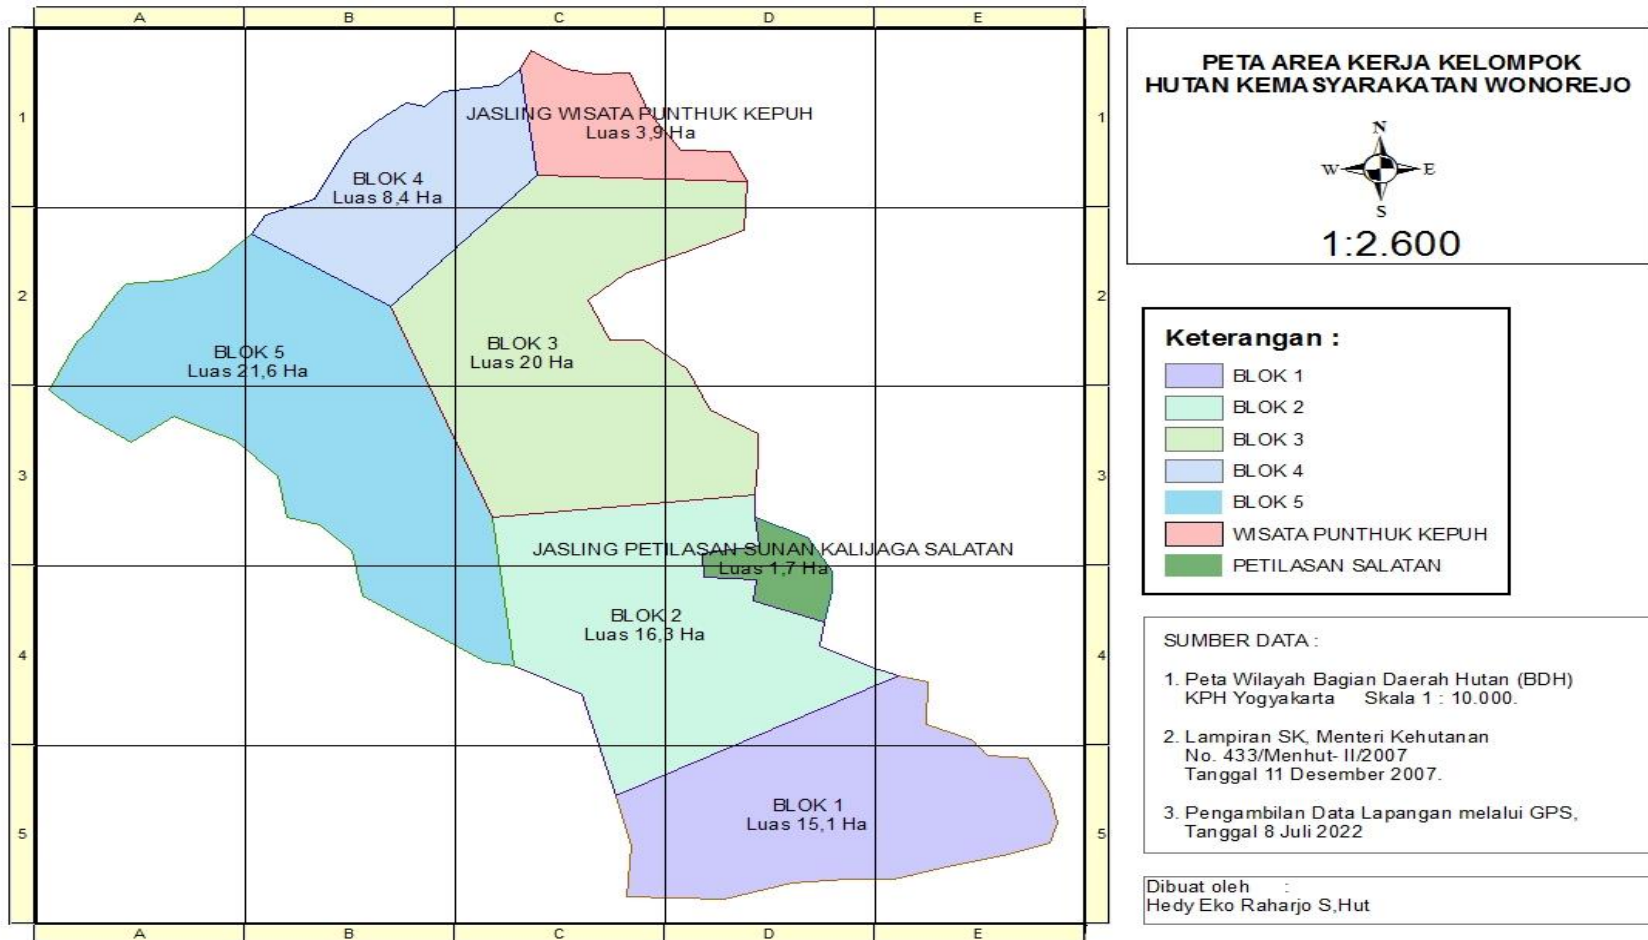 A B C D E
PETA AREA KERJA KELOMPOK
HUTAN KEMASYARAKATAN WONOREJO
N
W E
S
1:2.600
1 1
JASLING WISATA PUNTHUK KEPUH
Luas 3,9 Ha
BLOK 4
Luas 8,4 Ha
2 2
BLOK 3
Luas 20 Ha
BLOK 5
Luas 21,6 Ha
3 3
JASLING PETILASAN SUNAN KALIJAGA SALATAN
Luas 1,7 Ha
BLOK 2
Luas 16,3 Ha
4 4
BLOK 1
Luas 15,1 Ha
5 5
A B C D E
Keterangan :
BLOK 1
BLOK 2
BLOK 3
BLOK 4
BLOK 5
WISATA PUNTHUK KEPUH
PETILASAN SALATAN
SUMBER DATA :
1. Peta Wilayah Bagian Daerah Hutan (BDH)
KPH Yogyakarta Skala 1 : 10.000.
2. Lampiran SK, Menteri Kehutanan
No. 433/Menhut- II/2007
Tanggal 11 Desember 2007.
3. Pengambilan Data Lapangan melalui GPS,
Tanggal 8 Juli 2022
Dibuat oleh :
Hedy Eko Raharjo S,Hut